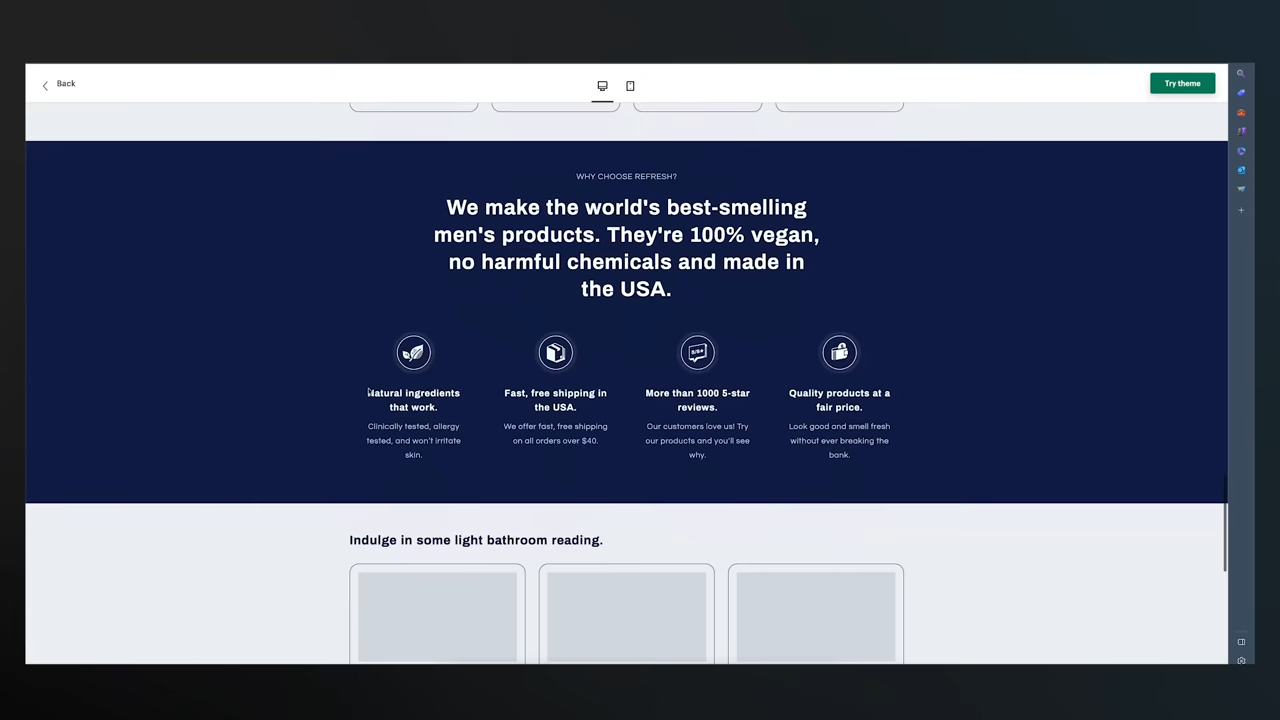 Back
Try theme
WHY CHOOSE REFRESH?
We make the world's best-smelling
men's products. They're 100% vegan,
no harmful chemicals and made in
the USA.
Natural ingredients
that work.
Clinically tested, allergy
tested, and won't irritate
skin.
Fast, free shipping in
the USA.
We offer fast, free shipping
on all orders over $40.
More than 1000 5-star
reviews.
Our customers love us! Try
our products and you'll see
why.
Quality products at a
fair price.
Look good and smell fresh
without ever breaking the
bank.
Indulge in some light bathroom reading.